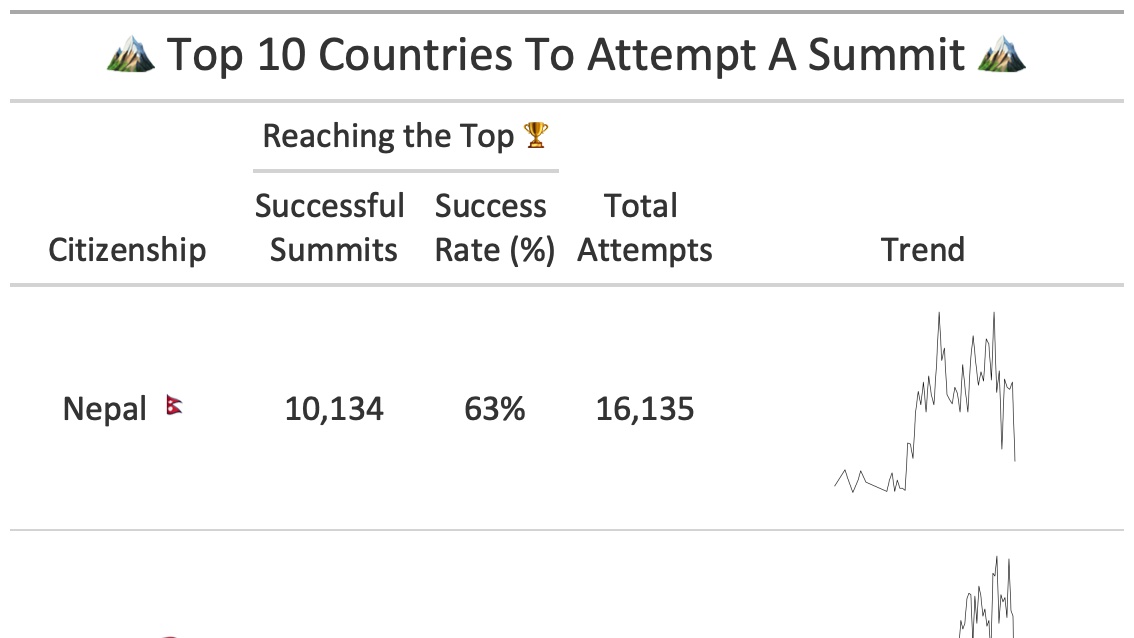 Top 10 Countries To Attempt A Summit
Reaching the Top
Citizenship Successful Summits Success Rate (%) Total Attempts Trend
Nepal 10,134 63% 16,135